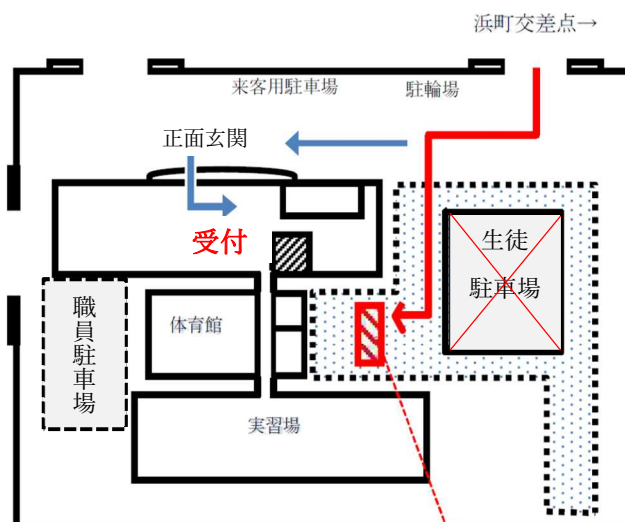 浜町交差点→
来客用駐車場
駐輪場
正面玄関
受付
生徒
駐車場
職員駐車場
体育館
実習場